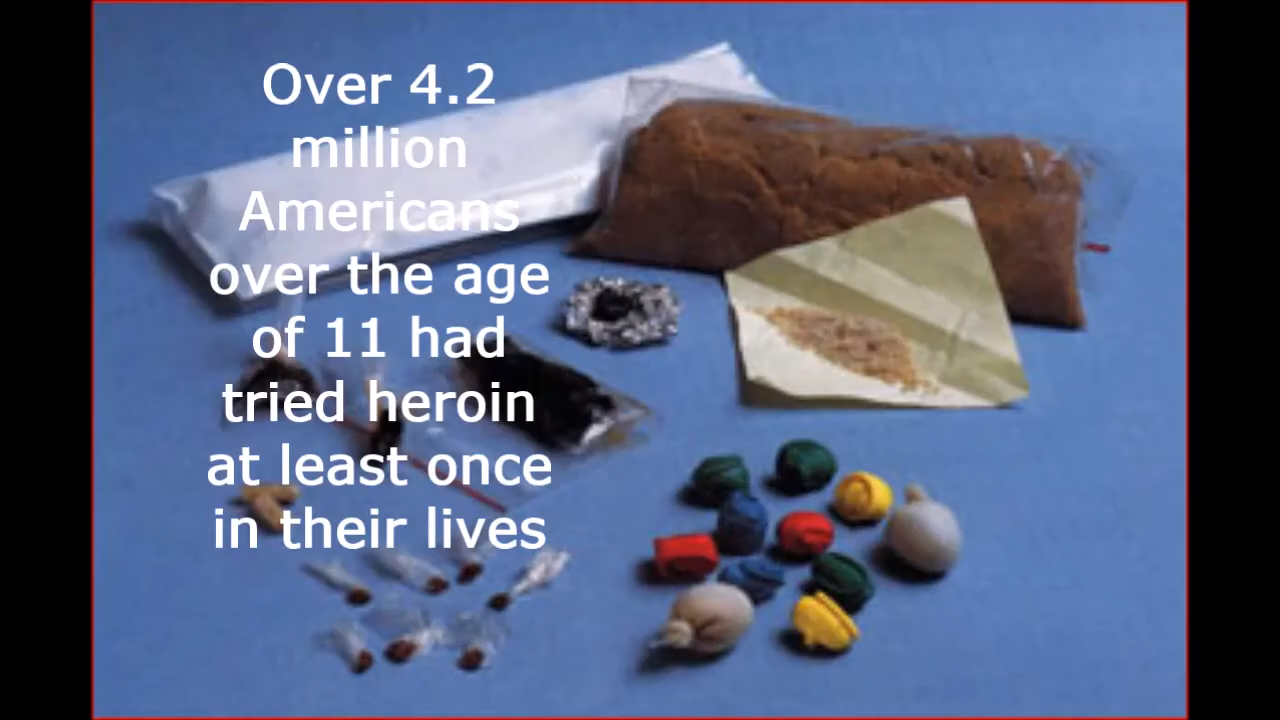 Over 4.2
million
Americans
over the age
of 11 had
tried heroin
at least once
in their lives